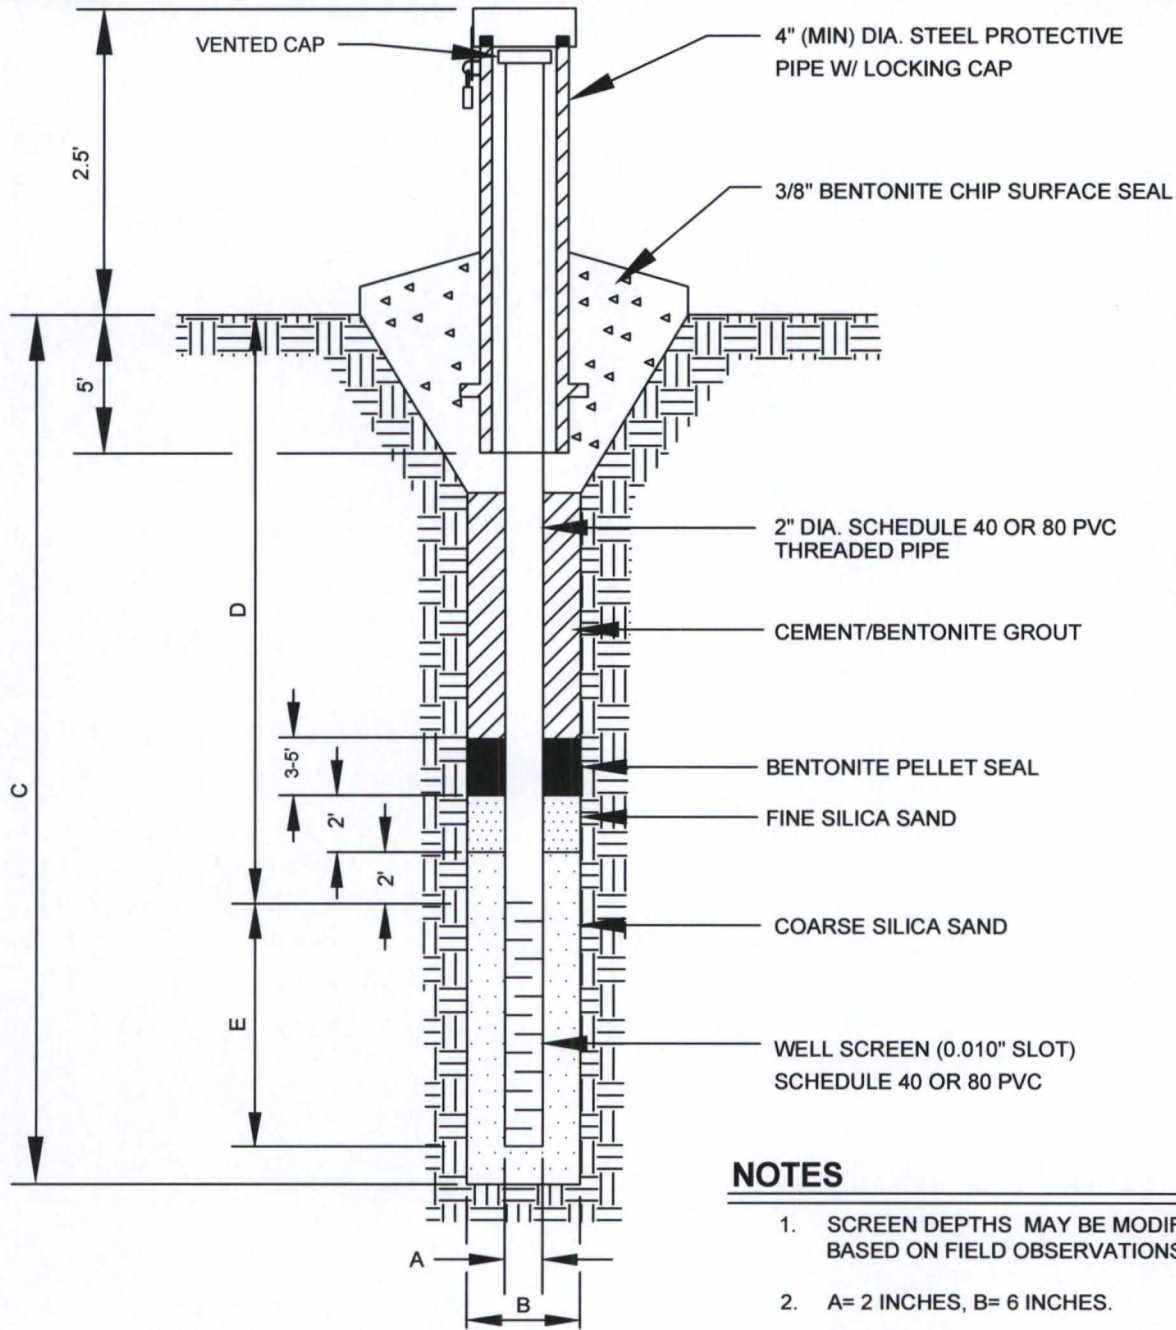 VENTED CAP
4" (MIN) DIA. STEEL PROTECTIVE
PIPE W/ LOCKING CAP
2.5'
3/8" BENTONITE CHIP SURFACE SEAL
5'
2" DIA. SCHEDULE 40 OR 80 PVC
THREADED PIPE
D
CEMENT/BENTONITE GROUT
C
3-5'
BENTONITE PELLET SEAL
2'
FINE SILICA SAND
2'
COARSE SILICA SAND
E
WELL SCREEN (0.010" SLOT)
SCHEDULE 40 OR 80 PVC
NOTES
1. SCREEN DEPTHS MAY BE
BASED ON FIELD OBSERVATIONS
A
B
2. A= 2 INCHES, B= 6 INCHES.